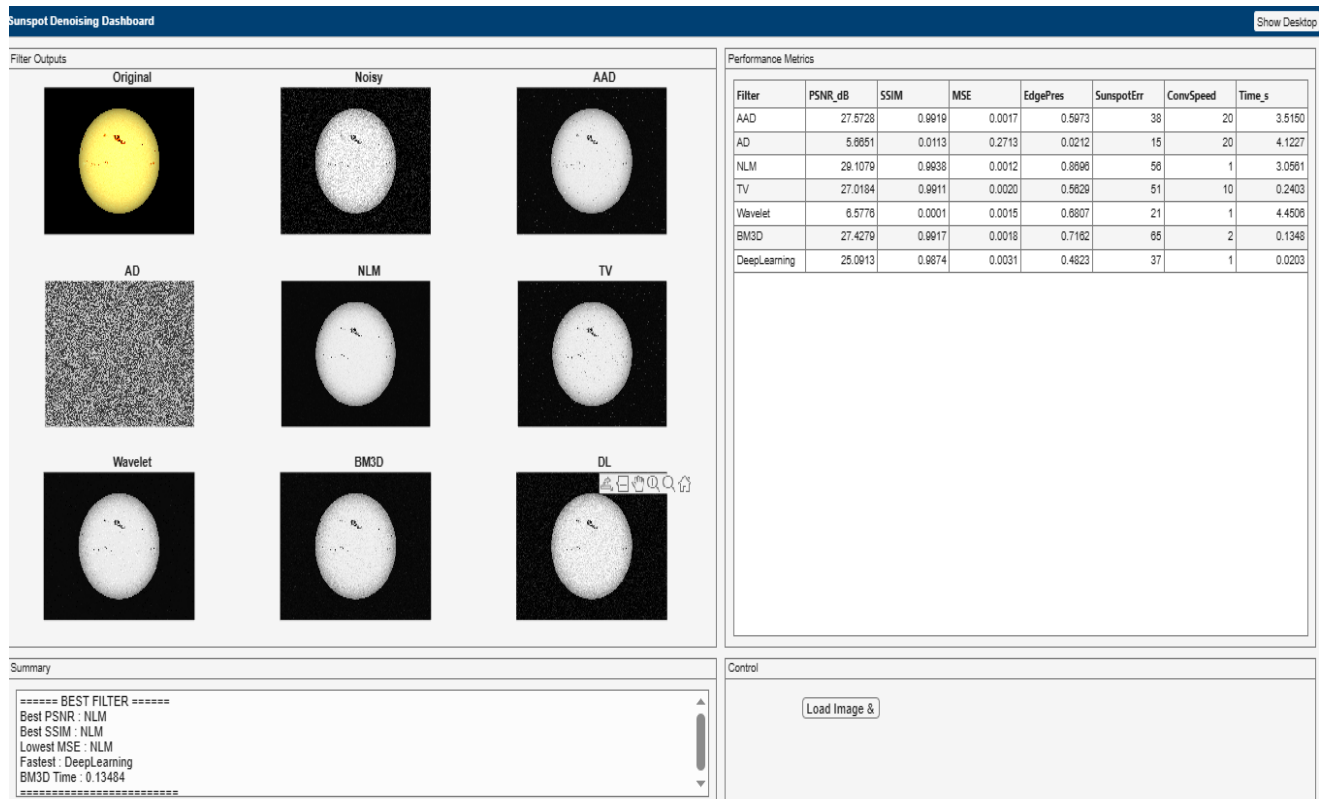 Sunspot Denoising Dashboard
Show Desktop
Filter Outputs
Original Noisy AAD
AD NLM TV
Wavelet BM3D DL
Performance Metrics
Filter PSNR_dB SSIM MSE EdgePres SunspotErr ConvSpeed Time_s
AAD 27.5728 0.9919 0.0017 0.5973 38 20 3.5150
AD 5.6651 0.0113 0.2713 0.0212 15 20 4.1227
NLM 29.1079 0.9938 0.0012 0.8696 56 1 3.0561
TV 27.0184 0.9911 0.0020 0.5629 51 10 0.2403
Wavelet 6.5776 0.0001 0.0015 0.6807 21 1 4.4506
BM3D 27.4279 0.9917 0.0018 0.7162 65 2 0.1348
DeepLearning 25.0913 0.9874 0.0031 0.4823 37 1 0.0203
Summary
====== BEST FILTER ======
Best PSNR : NLM
Best SSIM : NLM
Lowest MSE : NLM
Fastest : DeepLearning
BM3D Time : 0.13484
=========================
Control
Load Image &